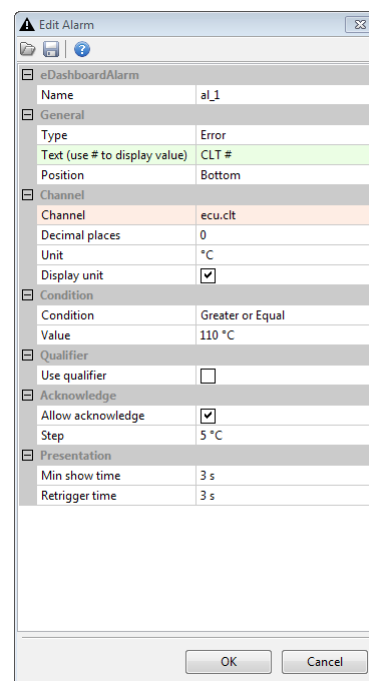 Edit Alarm
eDashboardAlarm
Name al_1
General
Type Error
Text (use # to display value) CLT #
Position Bottom
Channel
Channel ecu.clt
Decimal places 0
Unit °C
Display unit
Condition
Condition Greater or Equal
Value 110 °C
Qualifier
Use qualifier
Acknowledge
Allow acknowledge
Step 5 °C
Presentation
Min show time 3 s
Retrigger time 3 s
OK Cancel